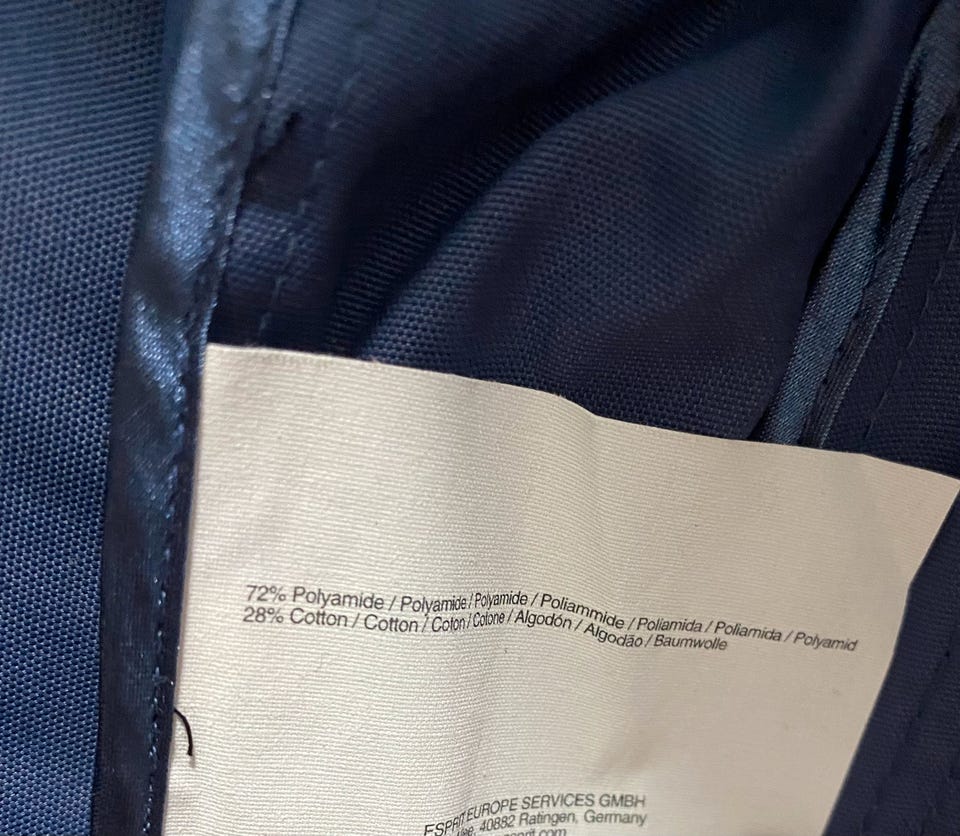 72% Polyamide / Polyamide / Polyamide / Poliammide / Poliamida / Poliamida / Polyamid
28% Cotton / Cotton / Coton / Cotone / Algodón / Algodão / Baumwolle
ESPRIT EUROPE SERVICES GMBH
40882 Ratingen, Germany